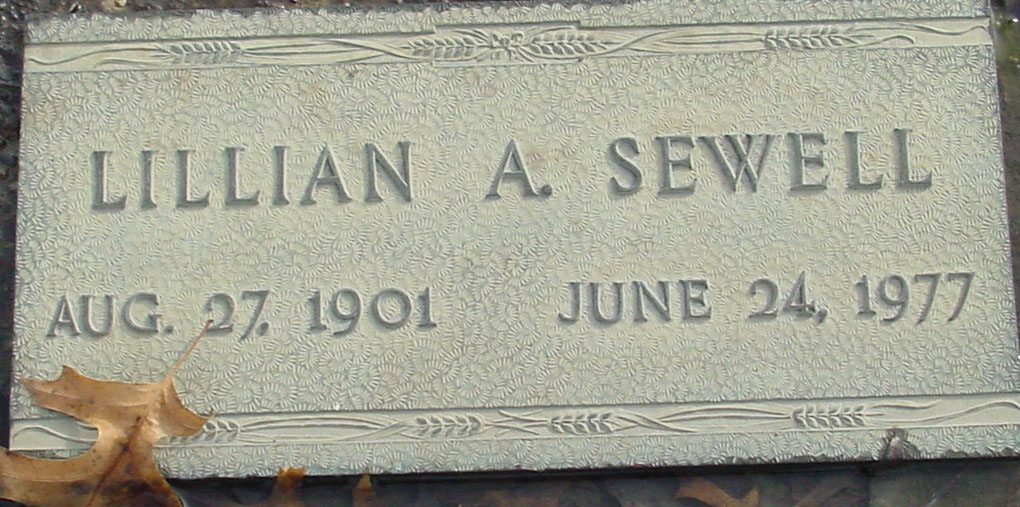 LILLIAN A. SEWELL
AUG. 27. 1901 JUNE 24, 1977